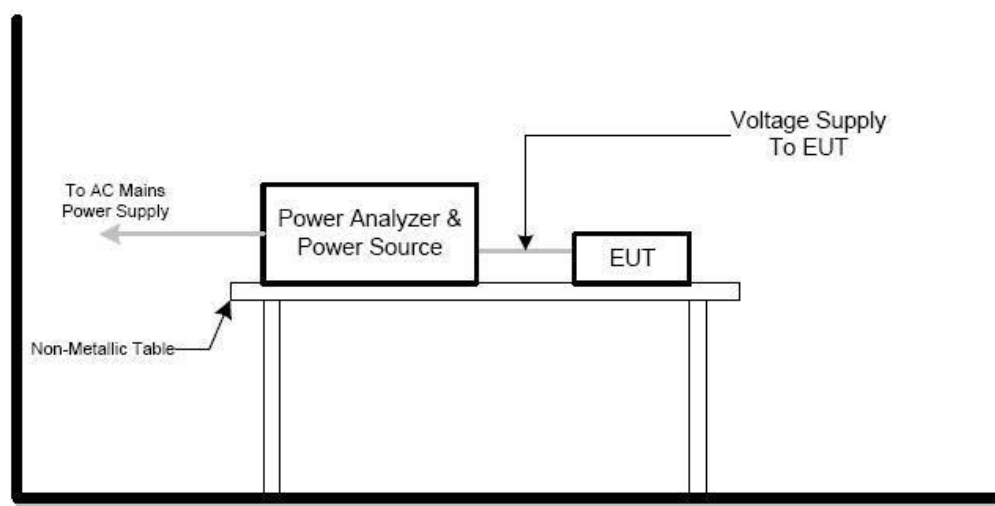 Voltage Supply
To EUT
To AC Mains
Power Supply
Power Analyzer &
Power Source
EUT
Non-Metallic Table